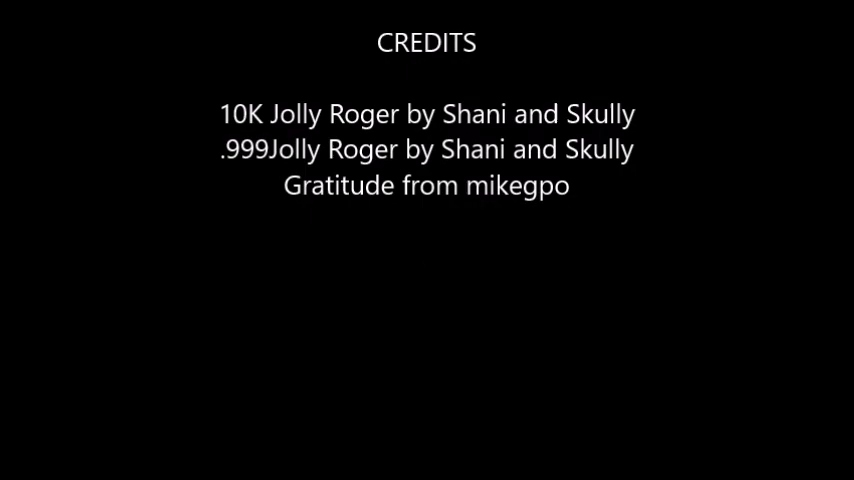 CREDITS
10K Jolly Roger by Shani and Skully
.999Jolly Roger by Shani and Skully
Gratitude from mikegpo